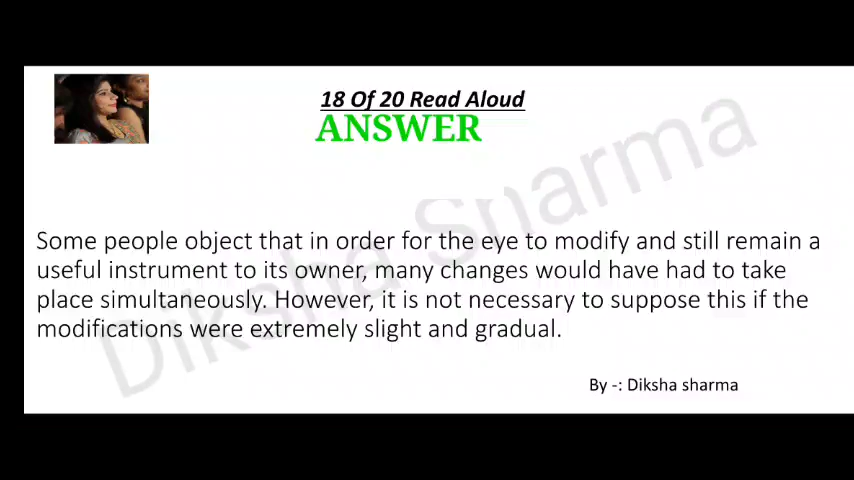 18 Of 20 Read Aloud
ANSWER
Diksha Sharma
Some people object that in order for the eye to modify and still remain a
useful instrument to its owner, many changes would have had to take
place simultaneously. However, it is not necessary to suppose this if the
modifications were extremely slight and gradual.
By -: Diksha sharma